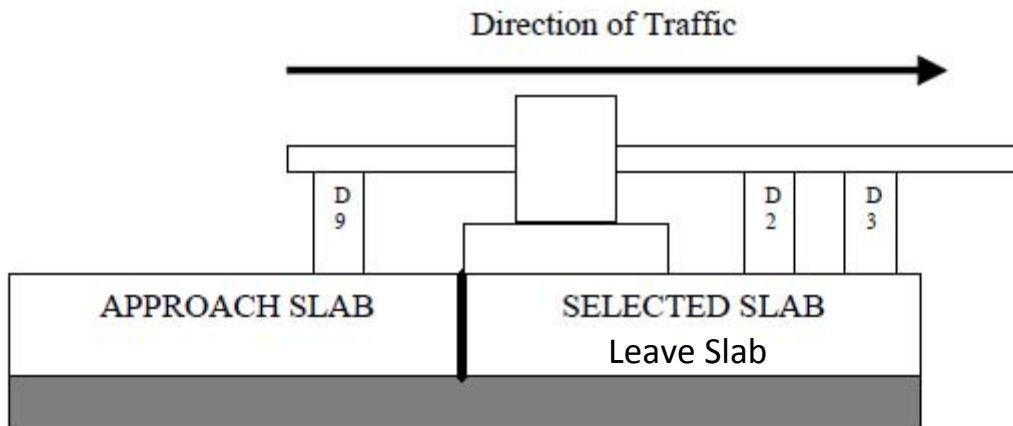 Direction of Traffic
D
9
D
2
D
3
APPROACH SLAB
SELECTED SLAB
Leave Slab